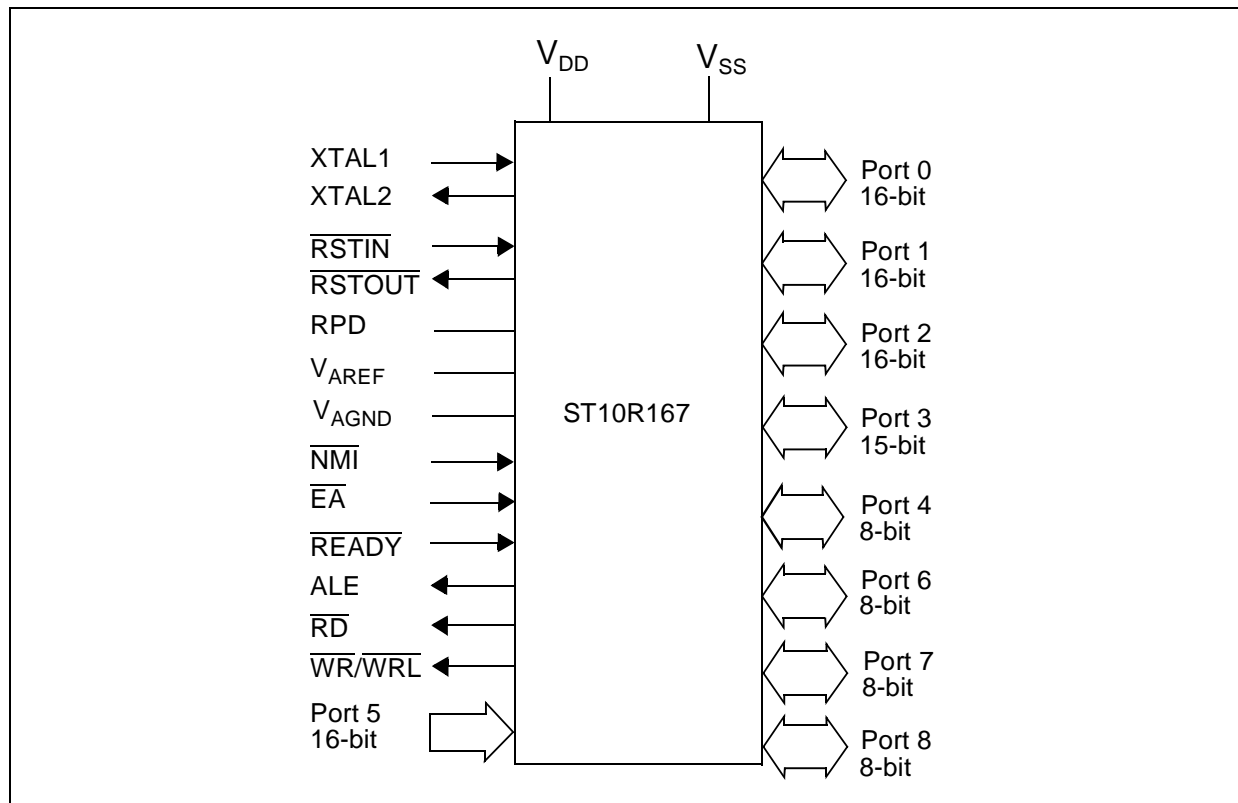 VDD
VSS
XTAL1
XTAL2
RSTIN
RSTOUT
RPD
VAREF
VAGND
NMI
EA
READY
ALE
RD
WR/WRL
Port 5
16-bit
ST10R167
Port 0
16-bit
Port 1
16-bit
Port 2
16-bit
Port 3
15-bit
Port 4
8-bit
Port 6
8-bit
Port 7
8-bit
Port 8
8-bit